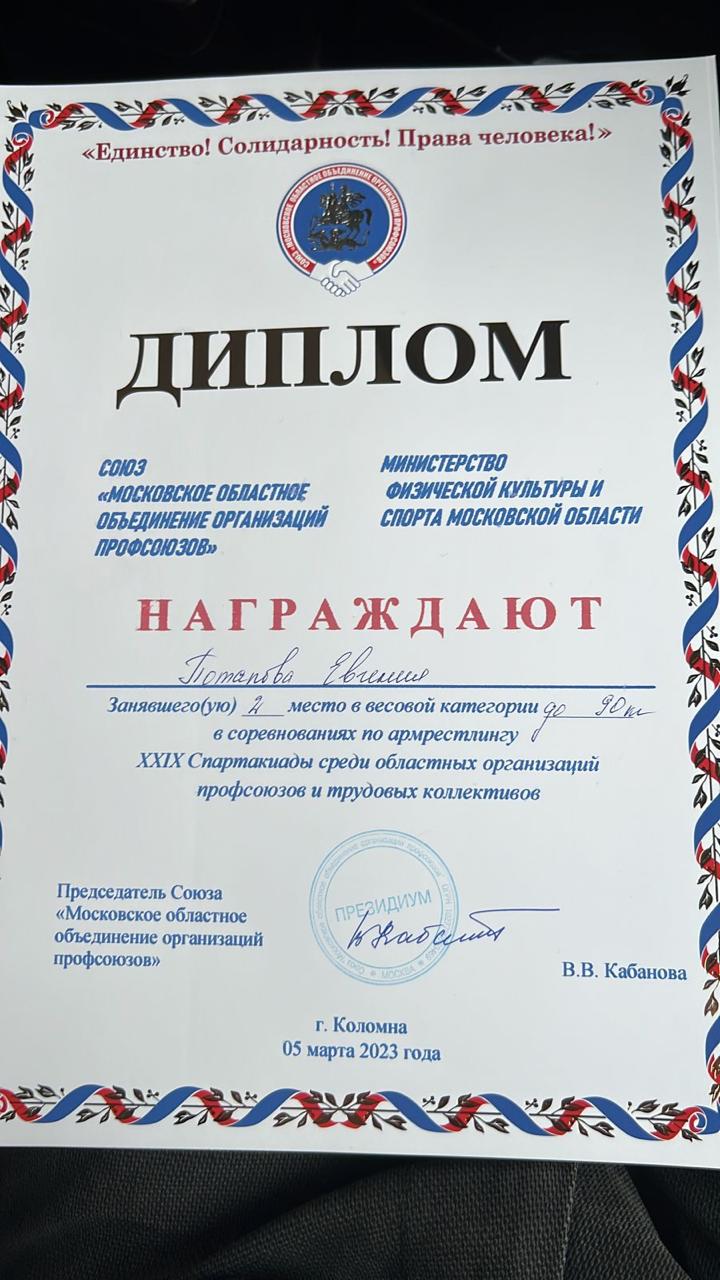 «Единство! Солидарность! Права человека!»
СОЮЗ «МОСКОВСКОЕ ОБЛАСТНОЕ ОБЪЕДИНЕНИЕ ОРГАНИЗАЦИЙ ПРОФСОЮЗОВ»
ДИПЛОМ
СОЮЗ
«МОСКОВСКОЕ ОБЛАСТНОЕ
ОБЪЕДИНЕНИЕ ОРГАНИЗАЦИЙ
ПРОФСОЮЗОВ»
МИНИСТЕРСТВО
ФИЗИЧЕСКОЙ КУЛЬТУРЫ И
СПОРТА МОСКОВСКОЙ ОБЛАСТИ
НАГРАЖДАЮТ
Потапова Евгения
Занявшего(ую) 2 место в весовой категории до 90кг
в соревнованиях по армрестлингу
XXIX Спартакиады среди областных организаций
профсоюзов и трудовых коллективов
Председатель Союза
«Московское областное
объединение организаций
профсоюзов»
ПРЕЗИДИУМ
МОСКВА
В.В. Кабанова
г. Коломна
05 марта 2023 года